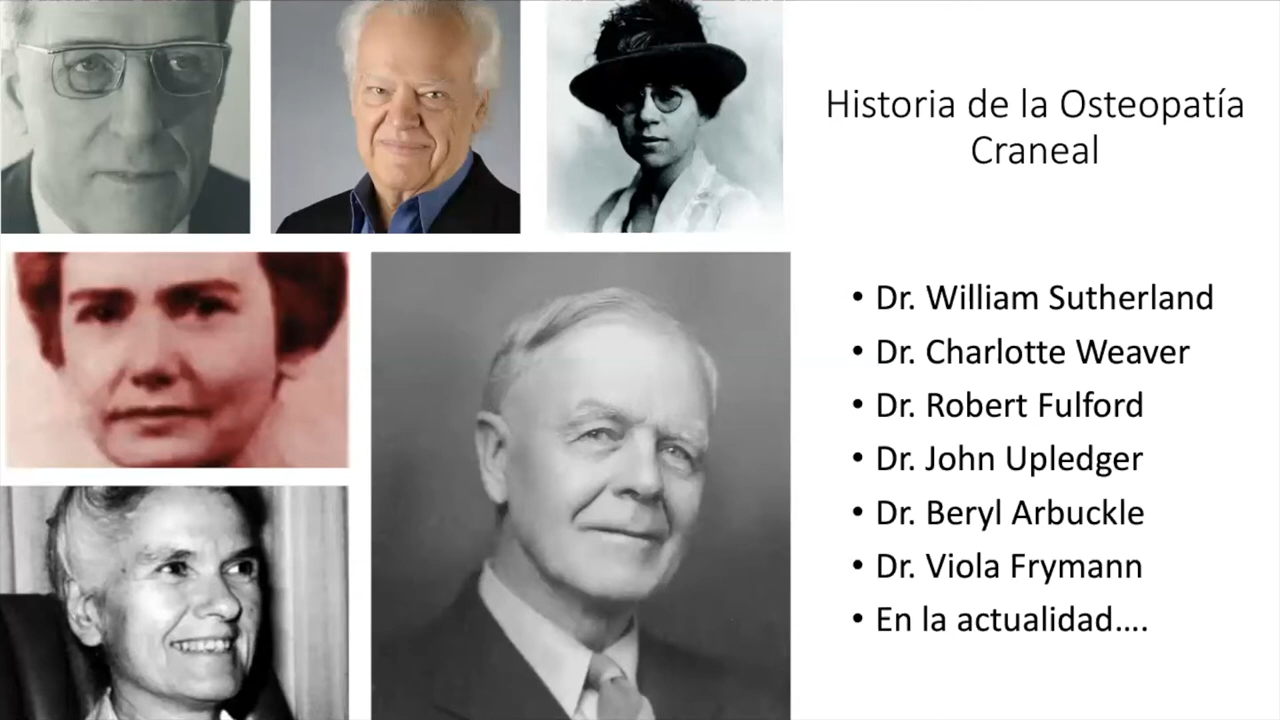 Historia de la Osteopatía
Craneal
• Dr. William Sutherland
• Dr. Charlotte Weaver
• Dr. Robert Fulford
• Dr. John Upledger
• Dr. Beryl Arbuckle
• Dr. Viola Frymann
• En la actualidad....